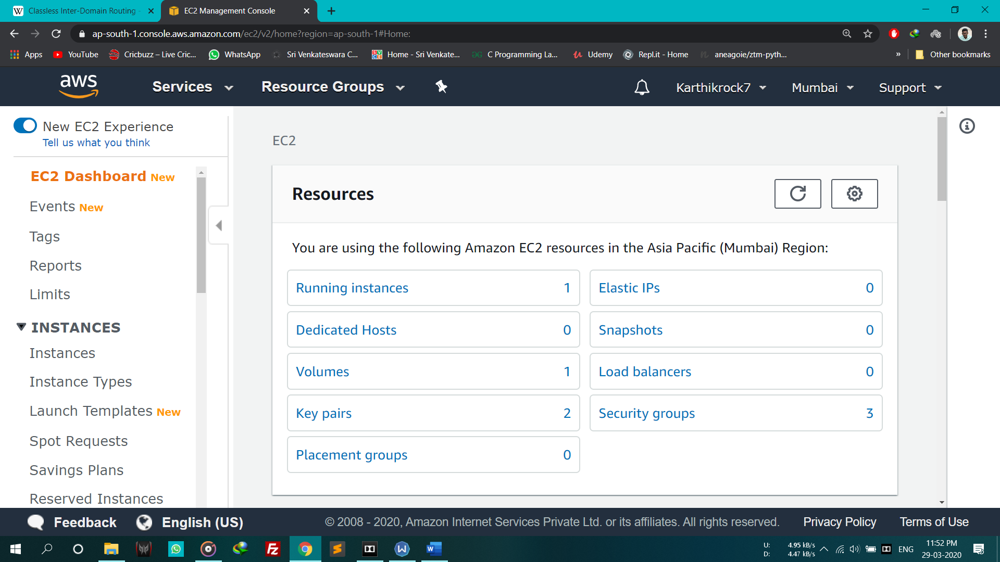 Classless Inter-Domain Routing -
EC2 Management Console
ap-south-1.console.aws.amazon.com/ec2/v2/home?region=ap-south-1#Home:
Apps YouTube Cricbuzz – Live Cric... WhatsApp Sri Venkateswara C... Home - Sri Venkate... C Programming La... Udemy Repl.it - Home aneagoie/ztm-pyth... » Other bookmarks
aws Services Resource Groups Karthikrock7 Mumbai Support
New EC2 Experience
Tell us what you think
EC2 Dashboard New
Events New
Tags
Reports
Limits
INSTANCES
Instances
Instance Types
Launch Templates New
Spot Requests
Savings Plans
Reserved Instances
EC2
Resources
You are using the following Amazon EC2 resources in the Asia Pacific (Mumbai) Region:
Running instances 1
Elastic IPs 0
Dedicated Hosts 0
Snapshots 0
Volumes 1
Load balancers 0
Key pairs 2
Security groups 3
Placement groups 0
Feedback English (US) © 2008 - 2020, Amazon Internet Services Private Ltd. or its affiliates. All rights reserved. Privacy Policy Terms of Use
U: 4.95 kB/s
D: 4.47 kB/s
ENG
11:52 PM
29-03-2020